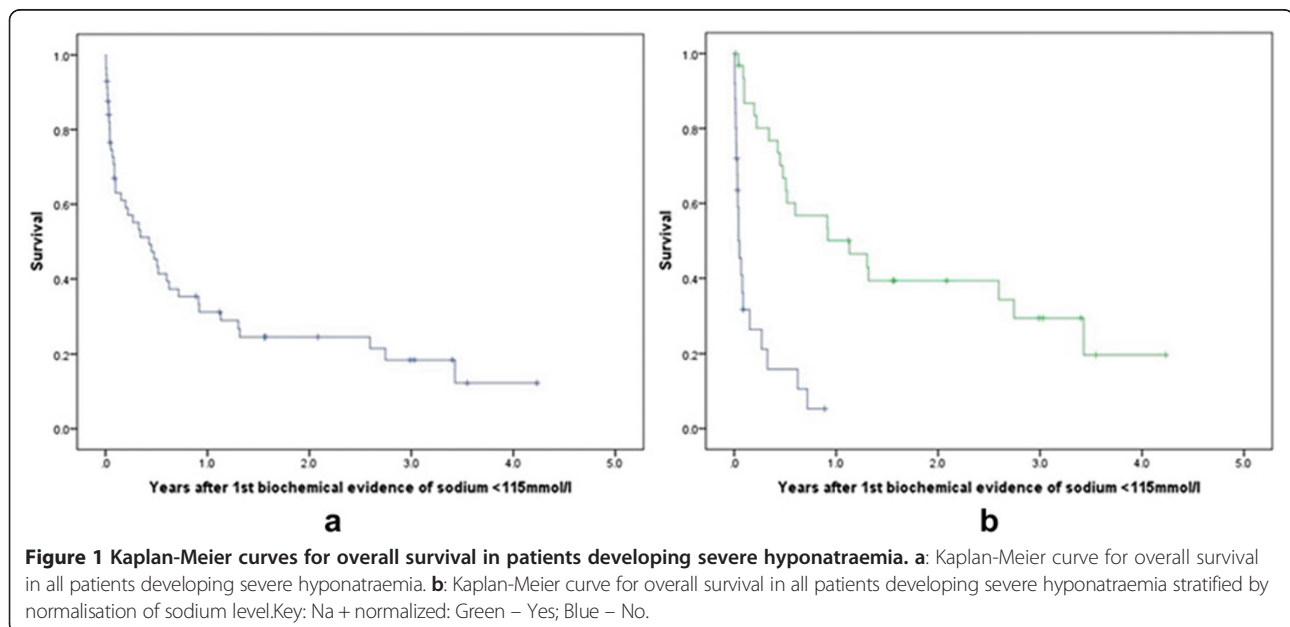 1.0
0.8
0.6
0.4
0.2
0.0
Survival
.0 1.0 2.0 3.0 4.0 5.0
Years after 1st biochemical evidence of sodium <115mmol/l
a
1.0
0.8
0.6
0.4
0.2
0.0
Survival
.0 1.0 2.0 3.0 4.0 5.0
Years after 1st biochemical evidence of sodium <115mmol/l
b
Figure 1 Kaplan-Meier curves for overall survival in patients developing severe hyponatraemia. a: Kaplan-Meier curve for overall survival
in all patients developing severe hyponatraemia. b: Kaplan-Meier curve for overall survival in all patients developing severe hyponatraemia stratified by
normalisation of sodium level.Key: Na + normalized: Green – Yes; Blue – No.